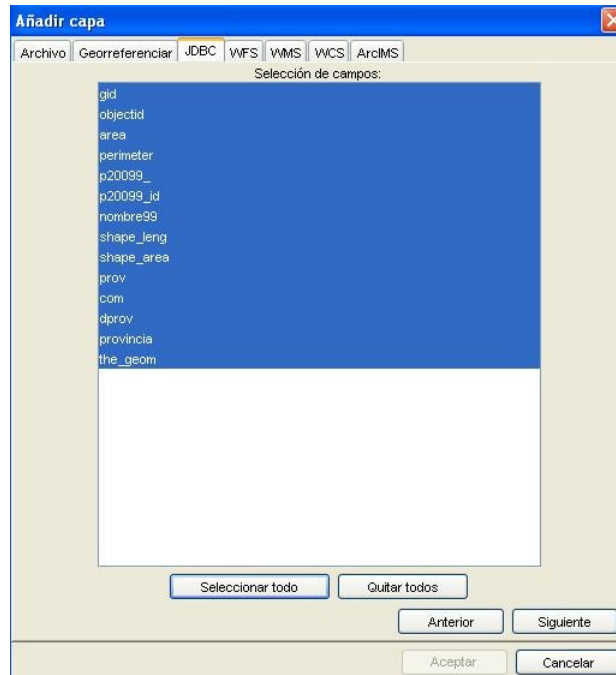 Añadir capa
Archivo Georreferenciar JDBC WFS WMS WCS ArcIMS
Selección de campos:
gid
objectid
area
perimeter
p20099_
p20099_id
nombre99
shape_leng
shape_area
prov
com
dprov
provincia
the_geom
Seleccionar todo Quitar todos
Anterior Siguiente
Aceptar Cancelar